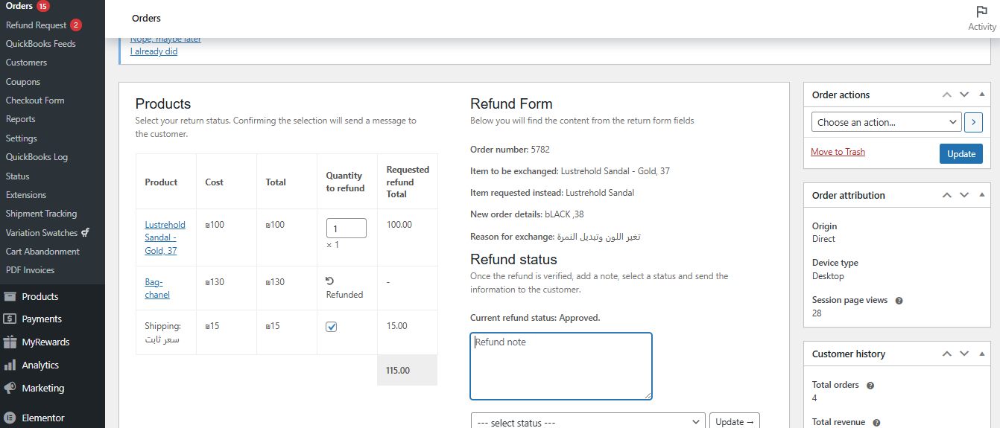 Orders 15
Refund Request 2
QuickBooks Feeds
Customers
Coupons
Checkout Form
Reports
Settings
QuickBooks Log
Status
Extensions
Shipment Tracking
Variation Swatches
Cart Abandonment
PDF Invoices
Products
Payments
MyRewards
Analytics
Marketing
Elementor
Orders
Activity
Nope, maybe later
I already did
Products
Select your return status. Confirming the selection will send a message to
the customer.
Product
Cost
Total
Quantity
to refund
Requested
refund
Total
Lustrehold
Sandal -
Gold, 37
₪100
₪100
1
× 1
100.00
Bag-
chanel
₪130
₪130
Refunded
-
Shipping:
سعر ثابت
₪15
₪15
15.00
115.00
Refund Form
Below you will find the content from the return form fields
Order number: 5782
Item to be exchanged: Lustrehold Sandal - Gold, 37
Item requested instead: Lustrehold Sandal
New order details: bLACK ,38
Reason for exchange: تغير اللون وتبديل النمرة
Refund status
Once the refund is verified, add a note, select a status and send the
information to the customer.
Current refund status: Approved.
Refund note
--- select status ---
Update →
Order actions
Choose an action...
Move to Trash
Update
Order attribution
Origin
Direct
Device type
Desktop
Session page views ?
28
Customer history
Total orders ?
4
Total revenue ?